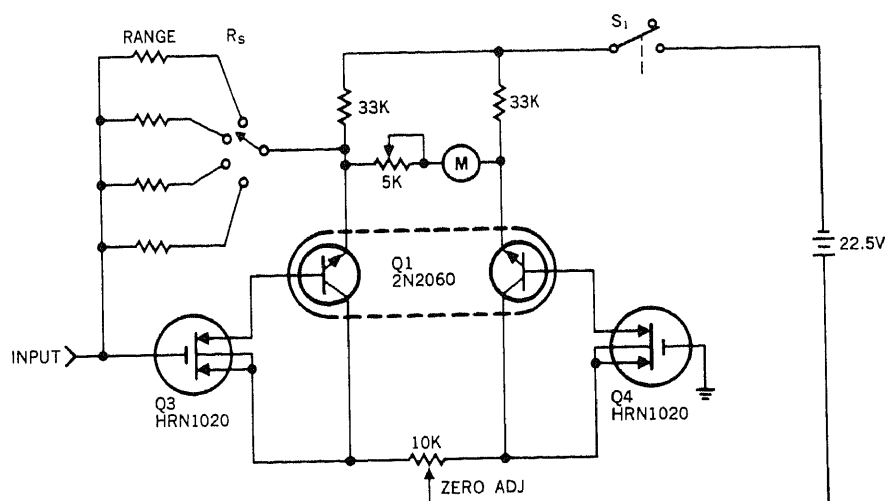 RANGE
Rs
S1
33K
33K
5K
M
Q1
2N2060
22.5V
INPUT
Q3
HRN1020
Q4
HRN1020
10K
ZERO ADJ